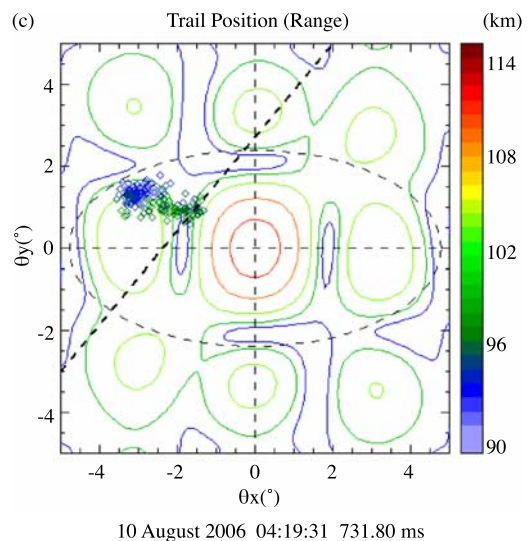 (c) Trail Position (Range) (km)
114
108
102
96
90
4
2
0
-2
-4
θy(°)
-4 -2 0 2 4
θx(°)
10 August 2006 04:19:31 731.80 ms